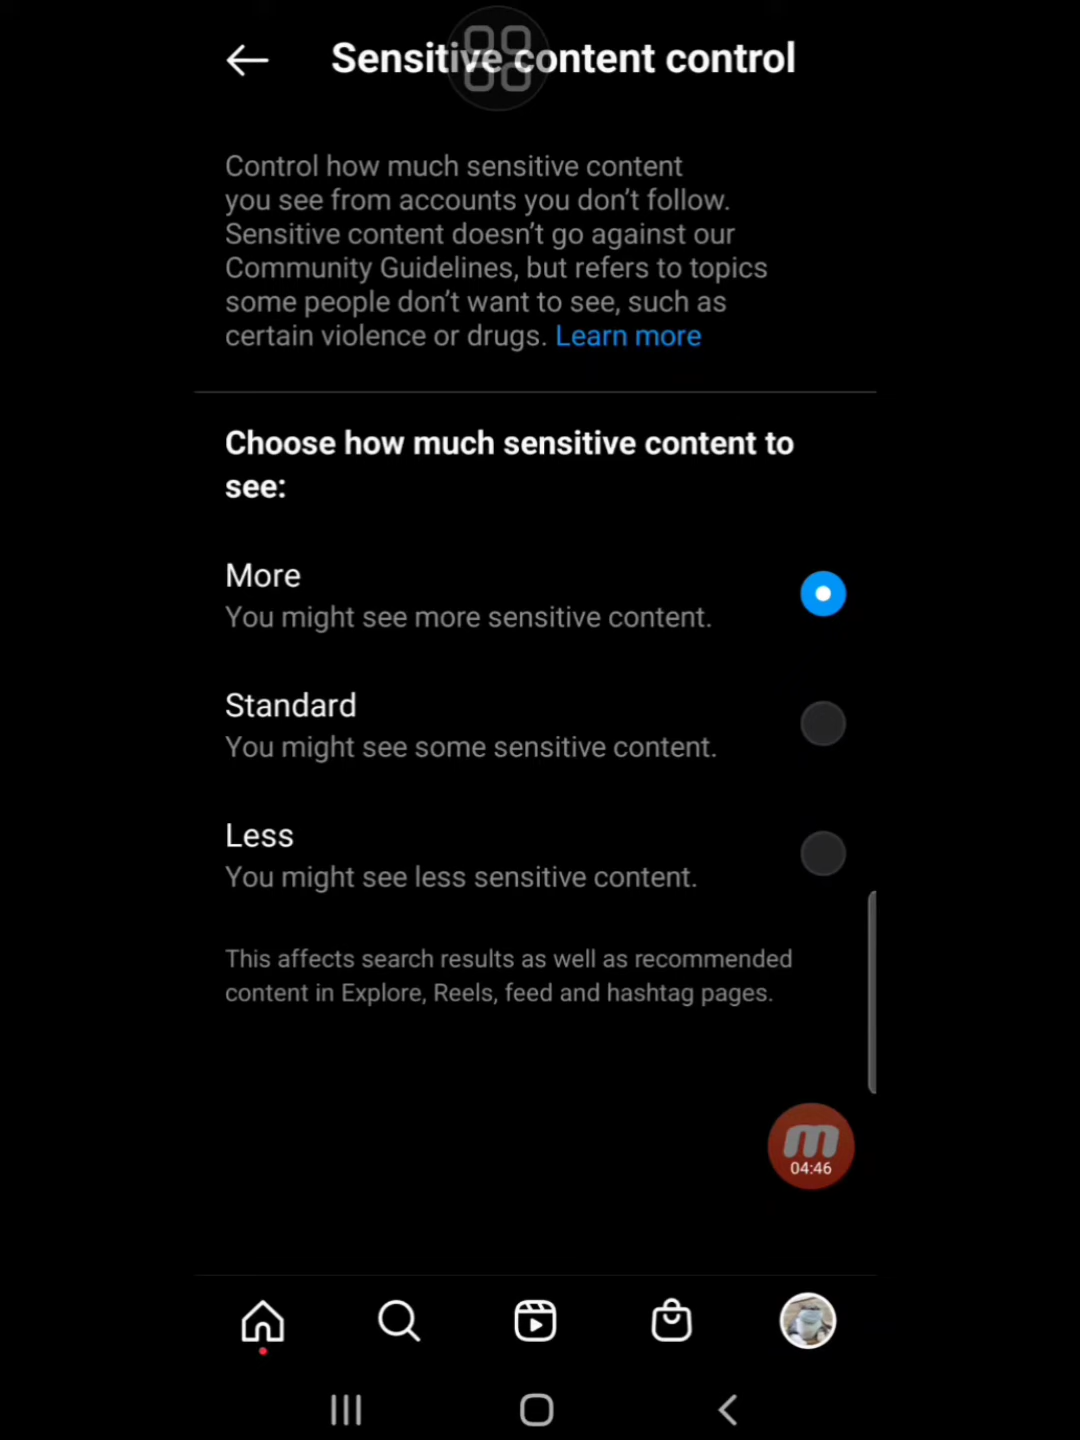 Sensitive content control
Control how much sensitive content
you see from accounts you don’t follow.
Sensitive content doesn’t go against our
Community Guidelines, but refers to topics
some people don’t want to see, such as
certain violence or drugs. Learn more
Choose how much sensitive content to
see:
More
You might see more sensitive content.
Standard
You might see some sensitive content.
Less
You might see less sensitive content.
This affects search results as well as recommended
content in Explore, Reels, feed and hashtag pages.
m
04:46